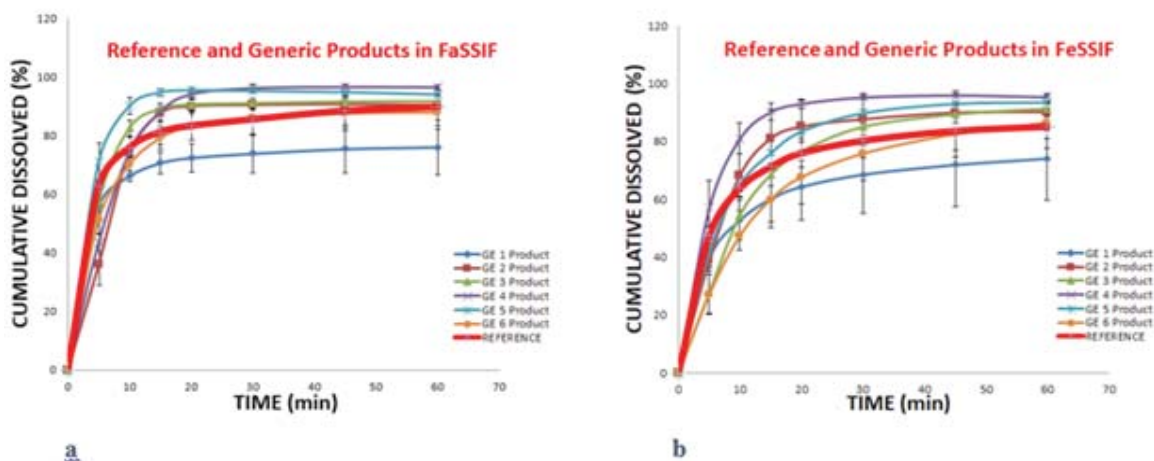 Reference and Generic Products in FaSSIF
CUMULATIVE DISSOLVED (%)
120
100
80
60
40
20
0
GE 1 Product
GE 2 Product
GE 3 Product
GE 4 Product
GE 5 Product
GE 6 Product
REFERENCE
0 10 20 30 40 50 60 70
TIME (min)
a
Reference and Generic Products in FeSSIF
CUMULATIVE DISSOLVED (%)
120
100
80
60
40
20
0
GE 1 Product
GE 2 Product
GE 3 Product
GE 4 Product
GE 5 Product
GE 6 Product
REFERENCE
0 10 20 30 40 50 60 70
TIME (min)
b